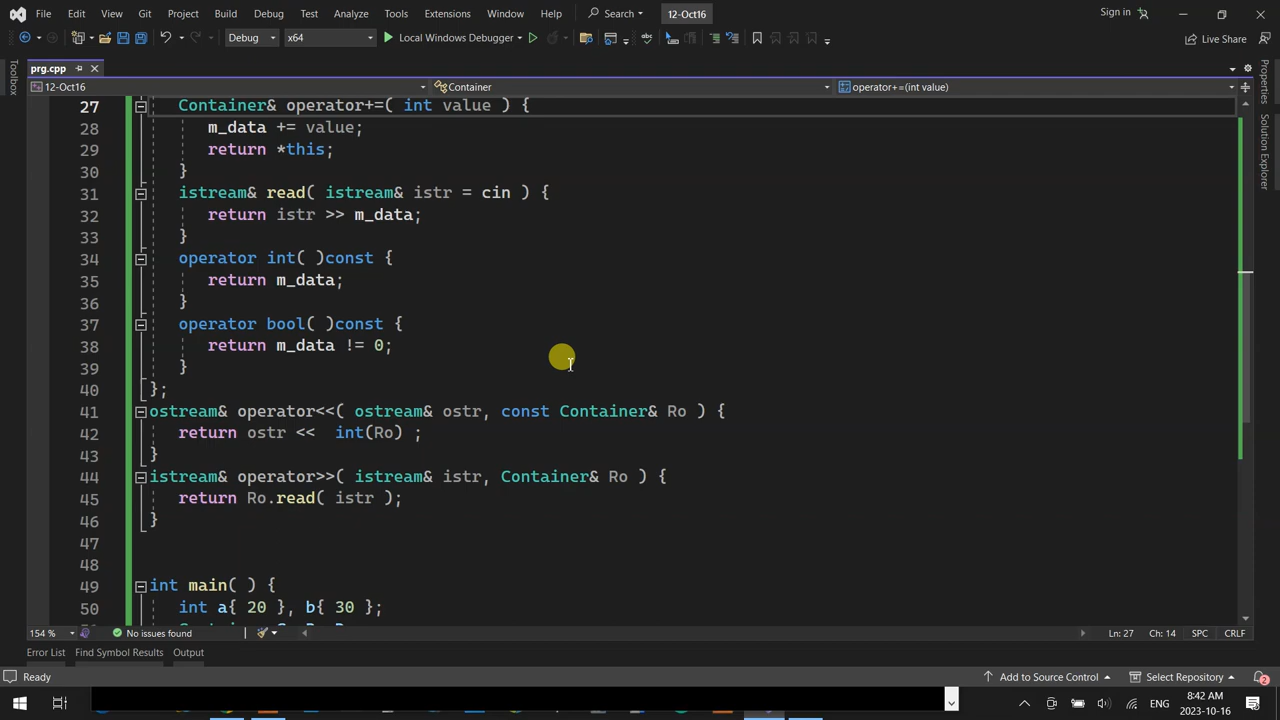 File Edit View Git Project Build Debug Test Analyze Tools Extensions Window Help Search 12-Oct16 Sign in
Debug x64 Local Windows Debugger Live Share
prg.cpp
12-Oct16 Container operator+=(int value)
Toolbox
Properties
Solution Explorer
27 Container& operator+=( int value ) {
28 m_data += value;
29 return *this;
30 }
31 istream& read( istream& istr = cin ) {
32 return istr >> m_data;
33 }
34 operator int( )const {
35 return m_data;
36 }
37 operator bool( )const {
38 return m_data != 0;
39 }
40 };
41 ostream& operator<<( ostream& ostr, const Container& Ro ) {
42 return ostr << int(Ro) ;
43 }
44 istream& operator>>( istream& istr, Container& Ro ) {
45 return Ro.read( istr );
46 }
47
48
49 int main( ) {
50 int a{ 20 }, b{ 30 };
154 % No issues found Ln: 27 Ch: 14 SPC CRLF
Error List Find Symbol Results Output
Ready Add to Source Control Select Repository 2
ENG 8:42 AM
2023-10-16